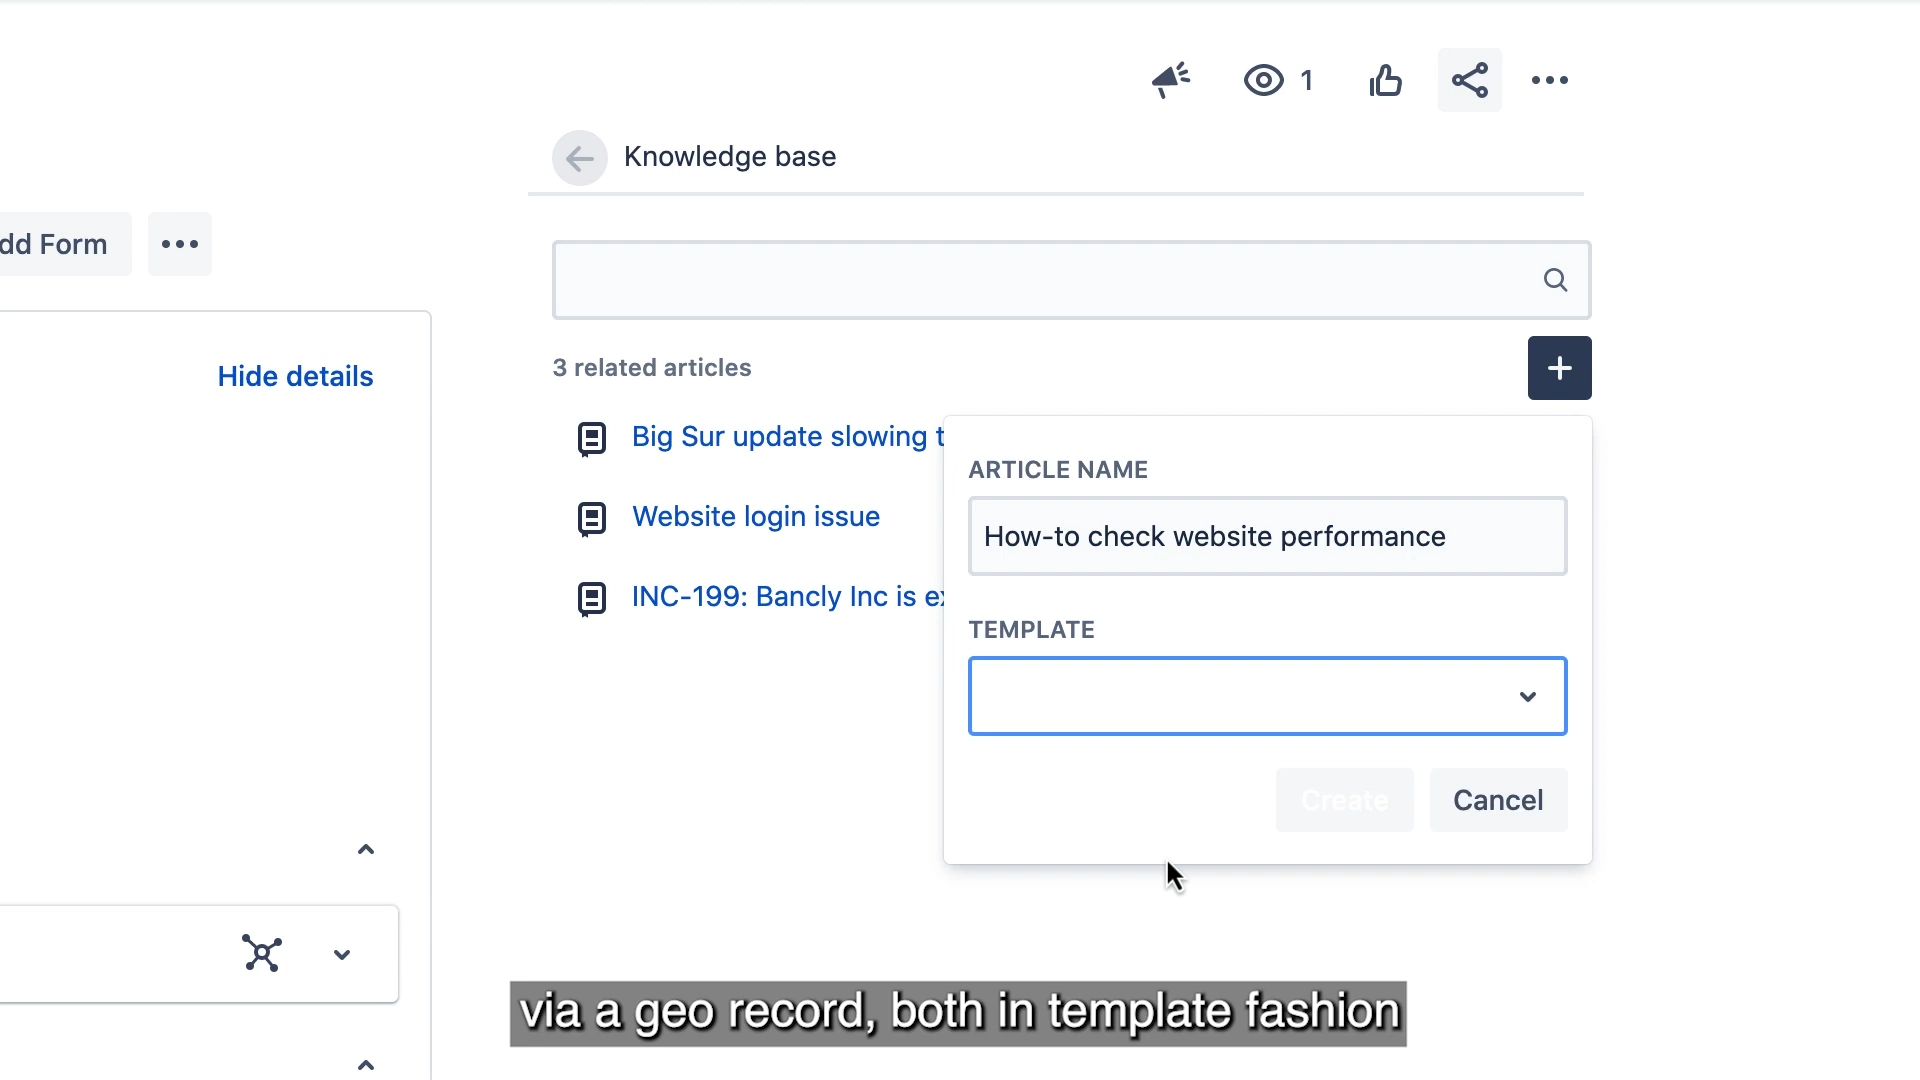 1
Knowledge base
dd Form
Hide details
3 related articles
Big Sur update slowing t
Website login issue
INC-199: Bancly Inc is ex
ARTICLE NAME
How-to check website performance
TEMPLATE
Create
Cancel
via a geo record, both in template fashion